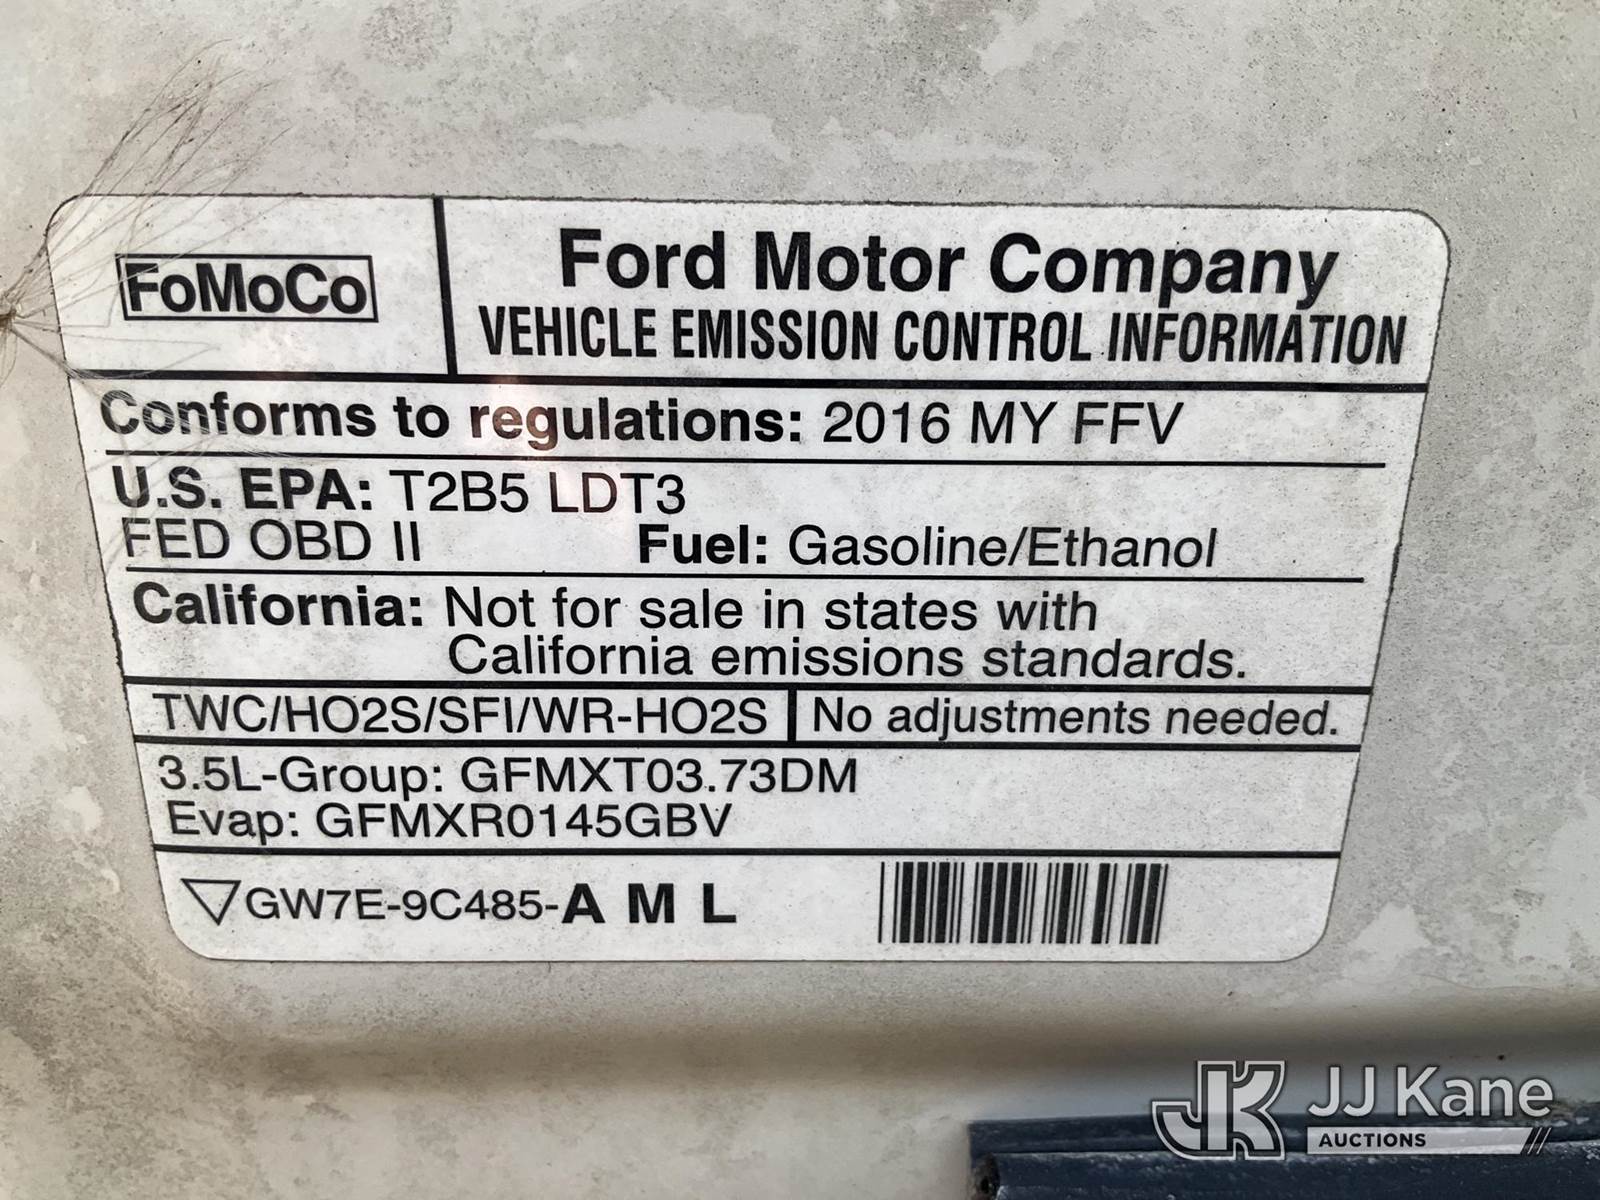 FoMoCo
Ford Motor Company
VEHICLE EMISSION CONTROL INFORMATION
Conforms to regulations: 2016 MY FFV
U.S. EPA: T2B5 LDT3
FED OBD II Fuel: Gasoline/Ethanol
California: Not for sale in states with
California emissions standards.
TWC/HO2S/SFI/WR-HO2S No adjustments needed.
3.5L-Group: GFMXT03.73DM
Evap: GFMXR0145GBV
GW7E-9C485-A M L
JK JJ Kane
AUCTIONS